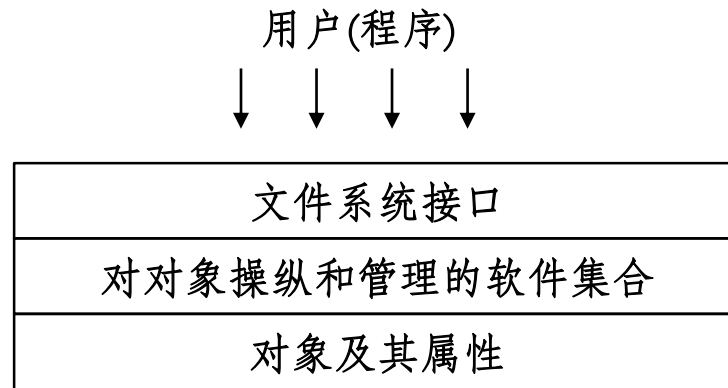 用户(程序)
文件系统接口
对对象操纵和管理的软件集合
对象及其属性